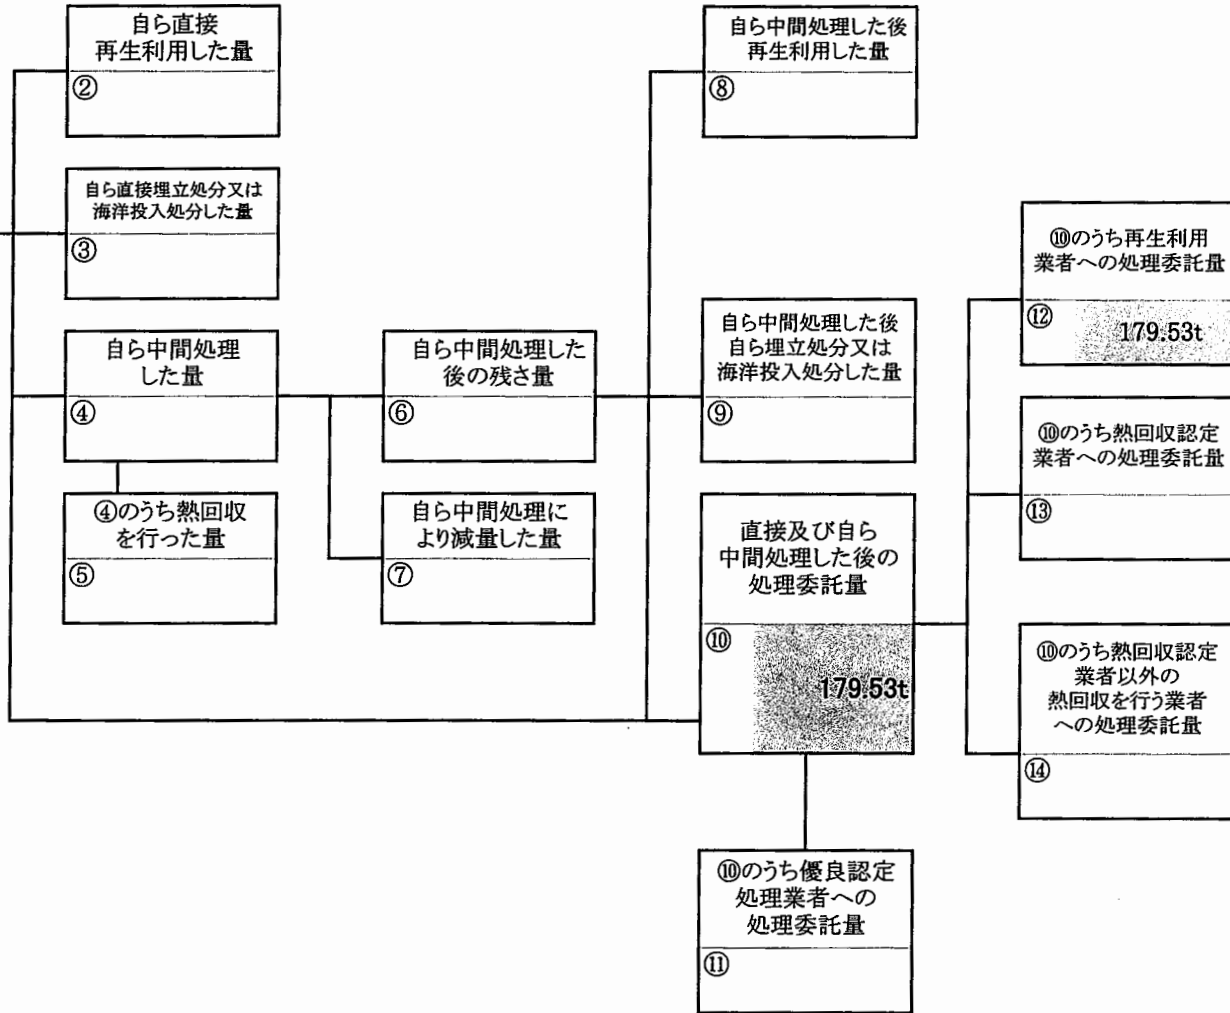 自ら直接
再生利用した量
②
自ら直接埋立処分又は
海洋投入処分した量
③
自ら中間処理
した量
④
④のうち熱回収
を行った量
⑤
自ら中間処理した
後の残さ量
⑥
自ら中間処理に
より減量した量
⑦
自ら中間処理した後
再生利用した量
⑧
自ら中間処理した後
自ら埋立処分又は
海洋投入処分した量
⑨
直接及び自ら
中間処理した後の
処理委託量
⑩
179.53t
⑩のうち優良認定
処理業者への
処理委託量
⑪
⑩のうち再生利用
業者への処理委託量
⑫
179.53t
⑩のうち熱回収認定
業者への処理委託量
⑬
⑩のうち熱回収認定
業者以外の
熱回収を行う業者
への処理委託量
⑭